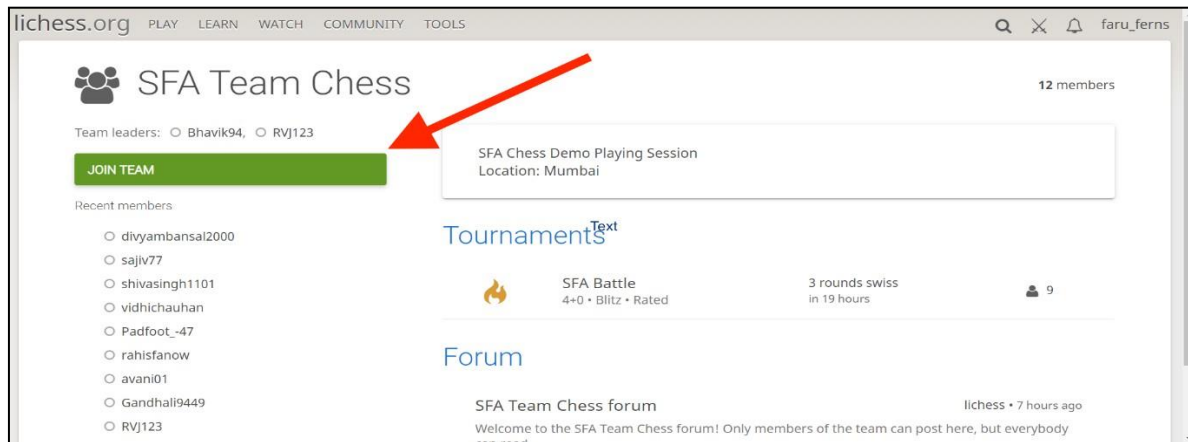 lichess.org PLAY LEARN WATCH COMMUNITY TOOLS faru_ferns
SFA Team Chess
12 members
Team leaders: Bhavik94, RVJ123
JOIN TEAM
SFA Chess Demo Playing Session
Location: Mumbai
Recent members
divyambansal2000
sajiv77
shivasingh1101
vidhichauhan
Padfoot_-47
rahisfanow
avani01
Gandhali9449
RVJ123
Tournaments
Text
SFA Battle
4+0 • Blitz • Rated
3 rounds swiss
in 19 hours
9
Forum
SFA Team Chess forum
lichess • 7 hours ago
Welcome to the SFA Team Chess forum! Only members of the team can post here, but everybody